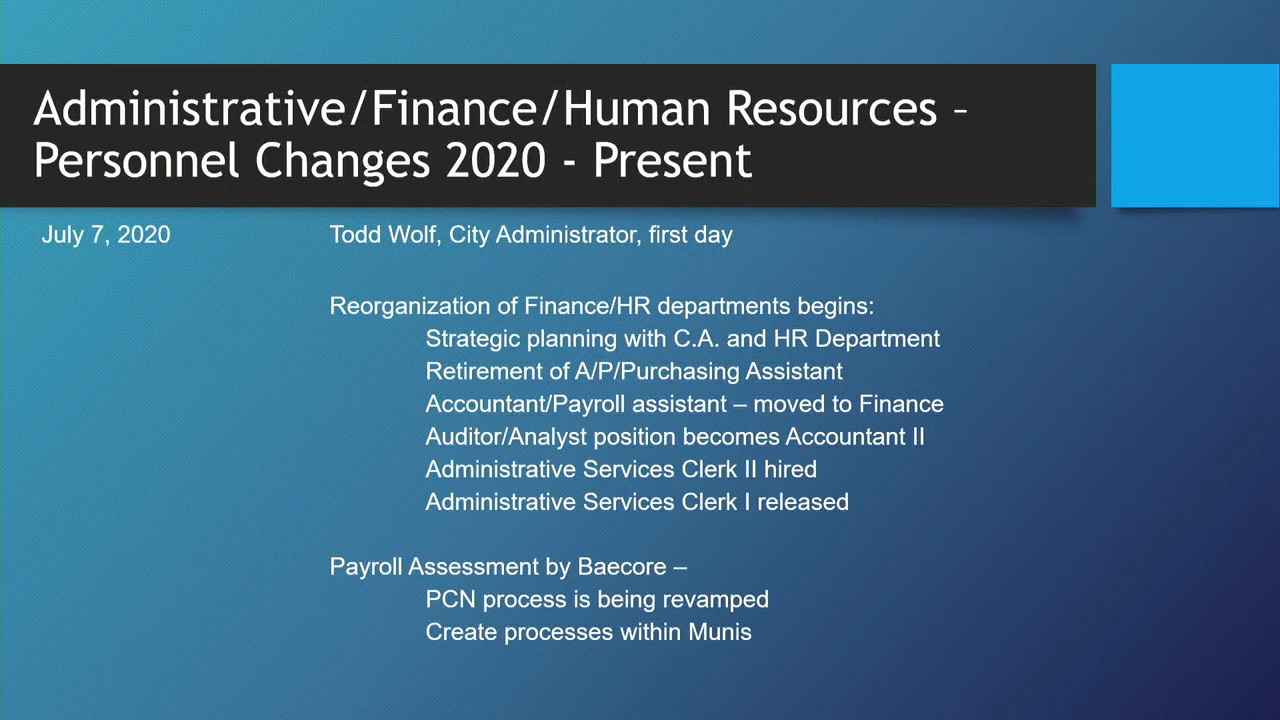 Administrative/Finance/Human Resources –
Personnel Changes 2020 - Present
July 7, 2020 Todd Wolf, City Administrator, first day
Reorganization of Finance/HR departments begins:
Strategic planning with C.A. and HR Department
Retirement of A/P/Purchasing Assistant
Accountant/Payroll assistant – moved to Finance
Auditor/Analyst position becomes Accountant II
Administrative Services Clerk II hired
Administrative Services Clerk I released
Payroll Assessment by Baecore –
PCN process is being revamped
Create processes within Munis